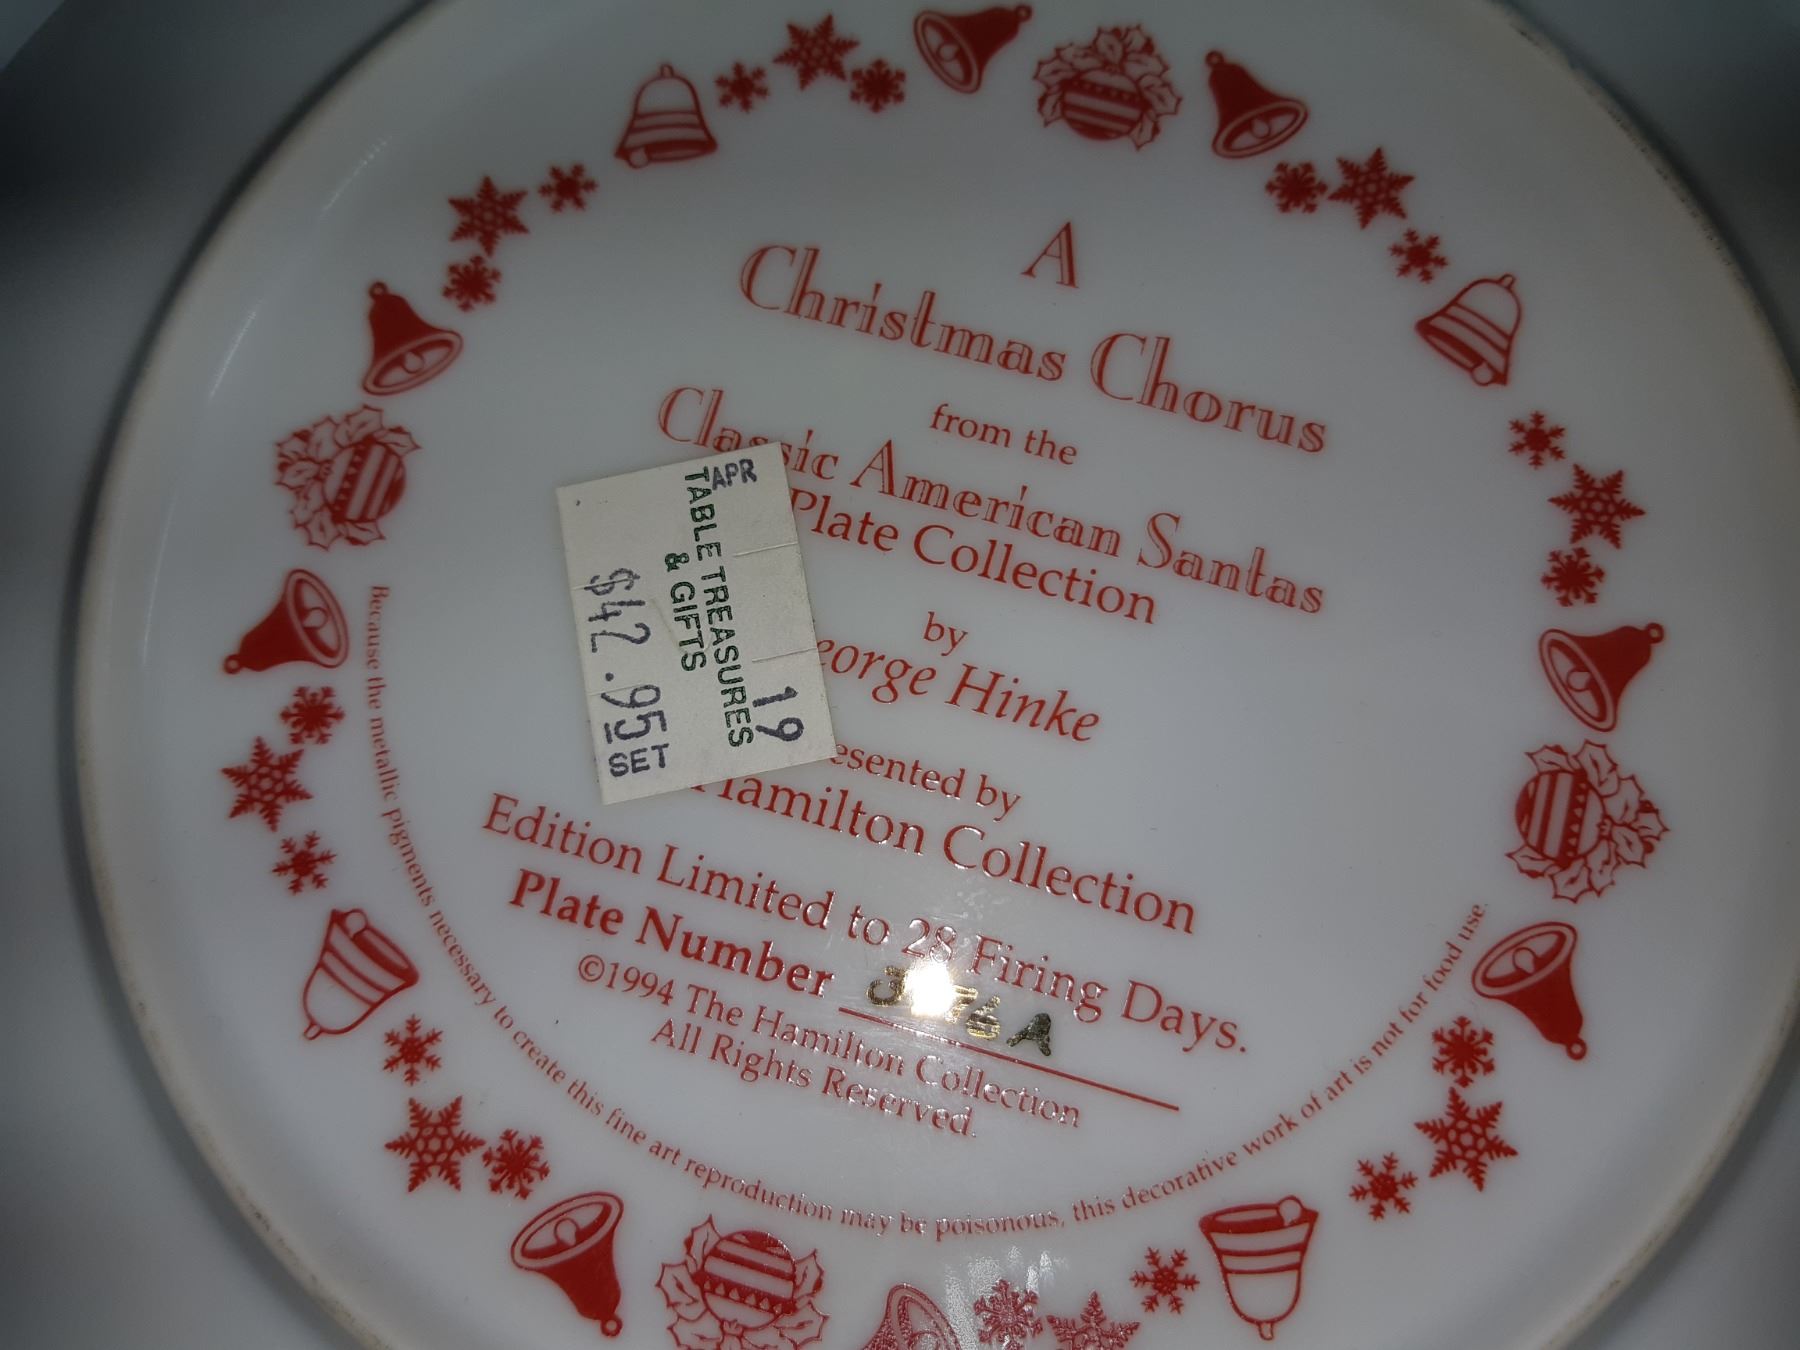 A
Christmas Chorus
from the
Classic American Santas
Plate Collection
by
eorge Hinke
esented by
Hamilton Collection
Edition Limited to 28 Firing Days.
Plate Number
©1994 The Hamilton Collection
All Rights Reserved.
Because the metallic pigments necessary to create this fine art reproduction may be poisonous, this decorative work of art is not for food use.
APR 19
TABLE TREASURES
& GIFTS
$42.95
SET